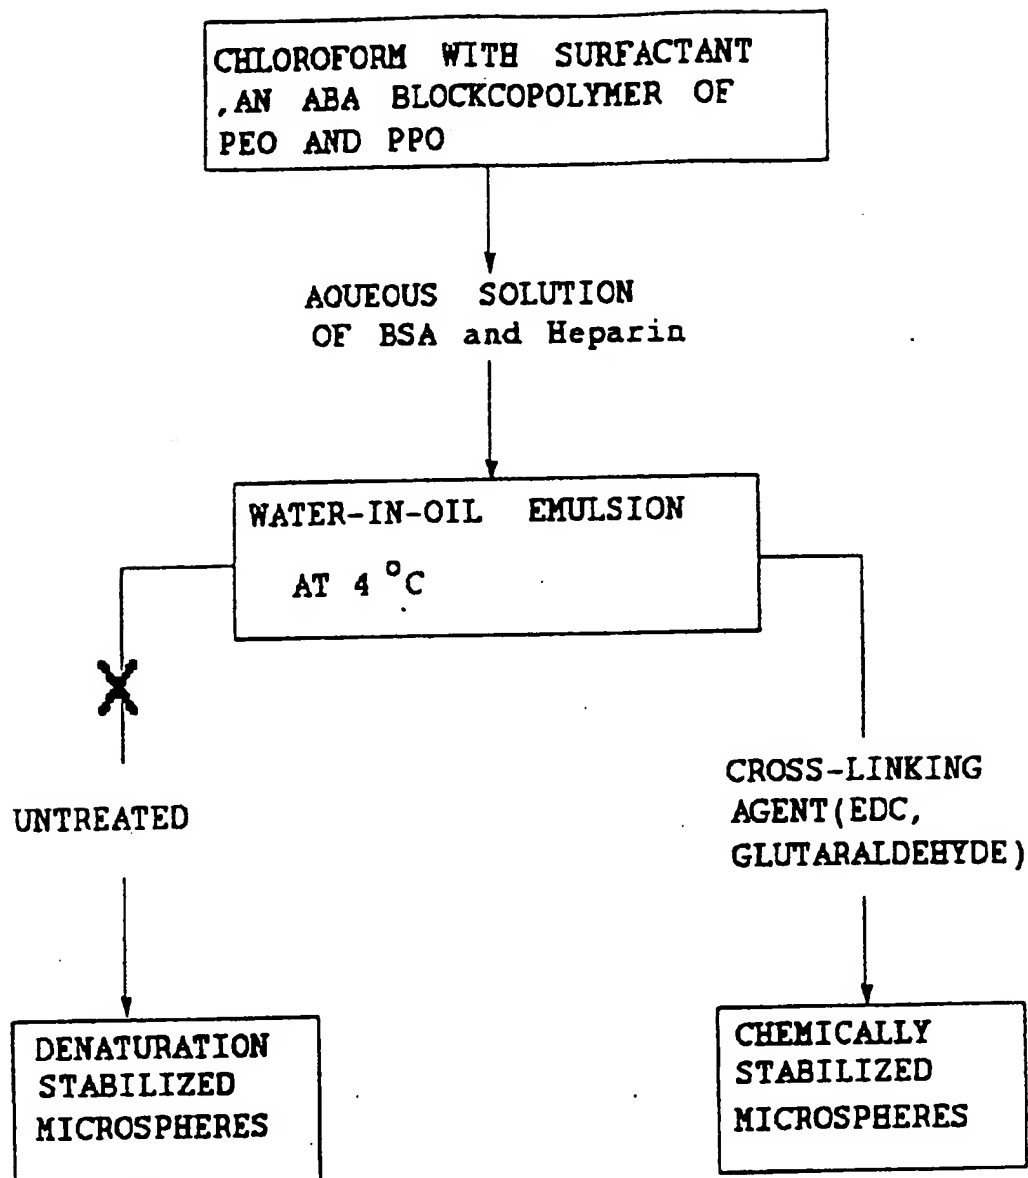 CHLOROFORM WITH SURFACTANT
,AN ABA BLOCKCOPOLYMER OF
PEO AND PPO
AQUEOUS SOLUTION
OF BSA and Heparin
WATER-IN-OIL EMULSION
AT 4 °C
UNTREATED
CROSS-LINKING
AGENT(EDC,
GLUTARALDEHYDE)
DENATURATION
STABILIZED
MICROSPHERES
CHEMICALLY
STABILIZED
MICROSPHERES